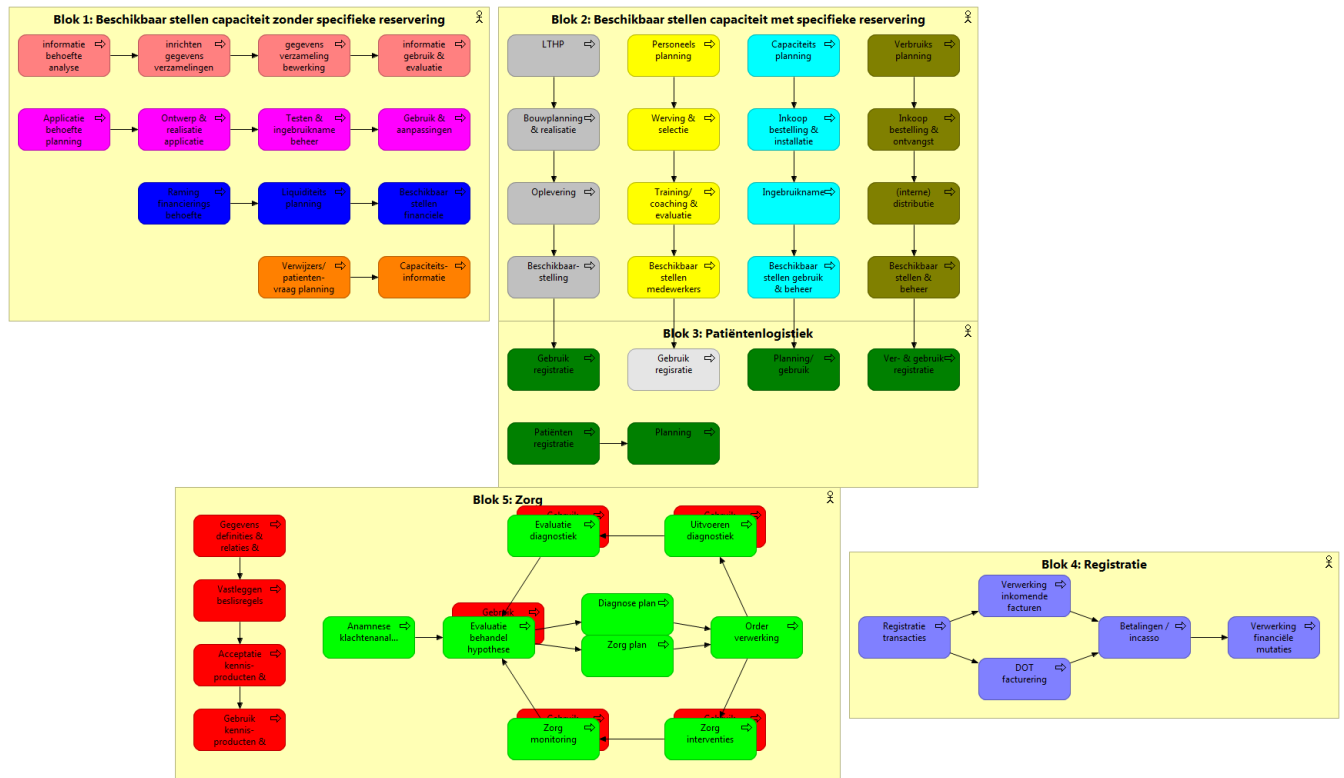 Blok 1: Beschikbaar stellen capaciteit zonder specifieke reservering
informatie
behoefte
analyse
inrichten
gegevens
verzamelingen
gegevens
verzameling
bewerking
informatie
gebruik &
evaluatie
Applicatie
behoefte
planning
Ontwerp &
realisatie
applicatie
Testen &
ingebruikname
beheer
Gebruik &
aanpassingen
Raming
financierings
behoefte
Liquiditeits
planning
Beschikbaar
stellen
financiele
Verwijzers/
patienten-
vraag planning
Capaciteits-
informatie
Blok 2: Beschikbaar stellen capaciteit met specifieke reservering
LTHP
Personeels
planning
Capaciteits
planning
Verbruiks
planning
Bouwplanning
& realisatie
Werving &
selectie
Inkoop
bestelling &
installatie
Inkoop
bestelling &
ontvangst
Oplevering
Training/
coaching &
evaluatie
Ingebruikname
(interne)
distributie
Beschikbaar-
stelling
Beschikbaar
stellen
medewerkers
Beschikbaar
stellen gebruik
& beheer
Beschikbaar
stellen &
beheer
Blok 3: Patiëntenlogistiek
Gebruik
registratie
Gebruik
regisratie
Planning/
gebruik
Ver- & gebruik
registratie
Patiënten
registratie
Planning
Blok 5: Zorg
Gegevens
definities &
relaties &
Vastleggen
beslisregels
Acceptatie
kennis-
producten &
Gebruik
kennis-
producten &
Anamnese
klachtenanal...
Gebruik
Evaluatie
diagnostiek
Gebruik
Uitvoeren
diagnostiek
Gebruik
Evaluatie
behandel
hypothese
Diagnose plan
Zorg plan
Order
verwerking
Gebruik
Zorg
monitoring
Gebruik
Zorg
interventies
Blok 4: Registratie
Registratie
transacties
Verwerking
inkomende
facturen
DOT
facturering
Betalingen /
incasso
Verwerking
financiële
mutaties